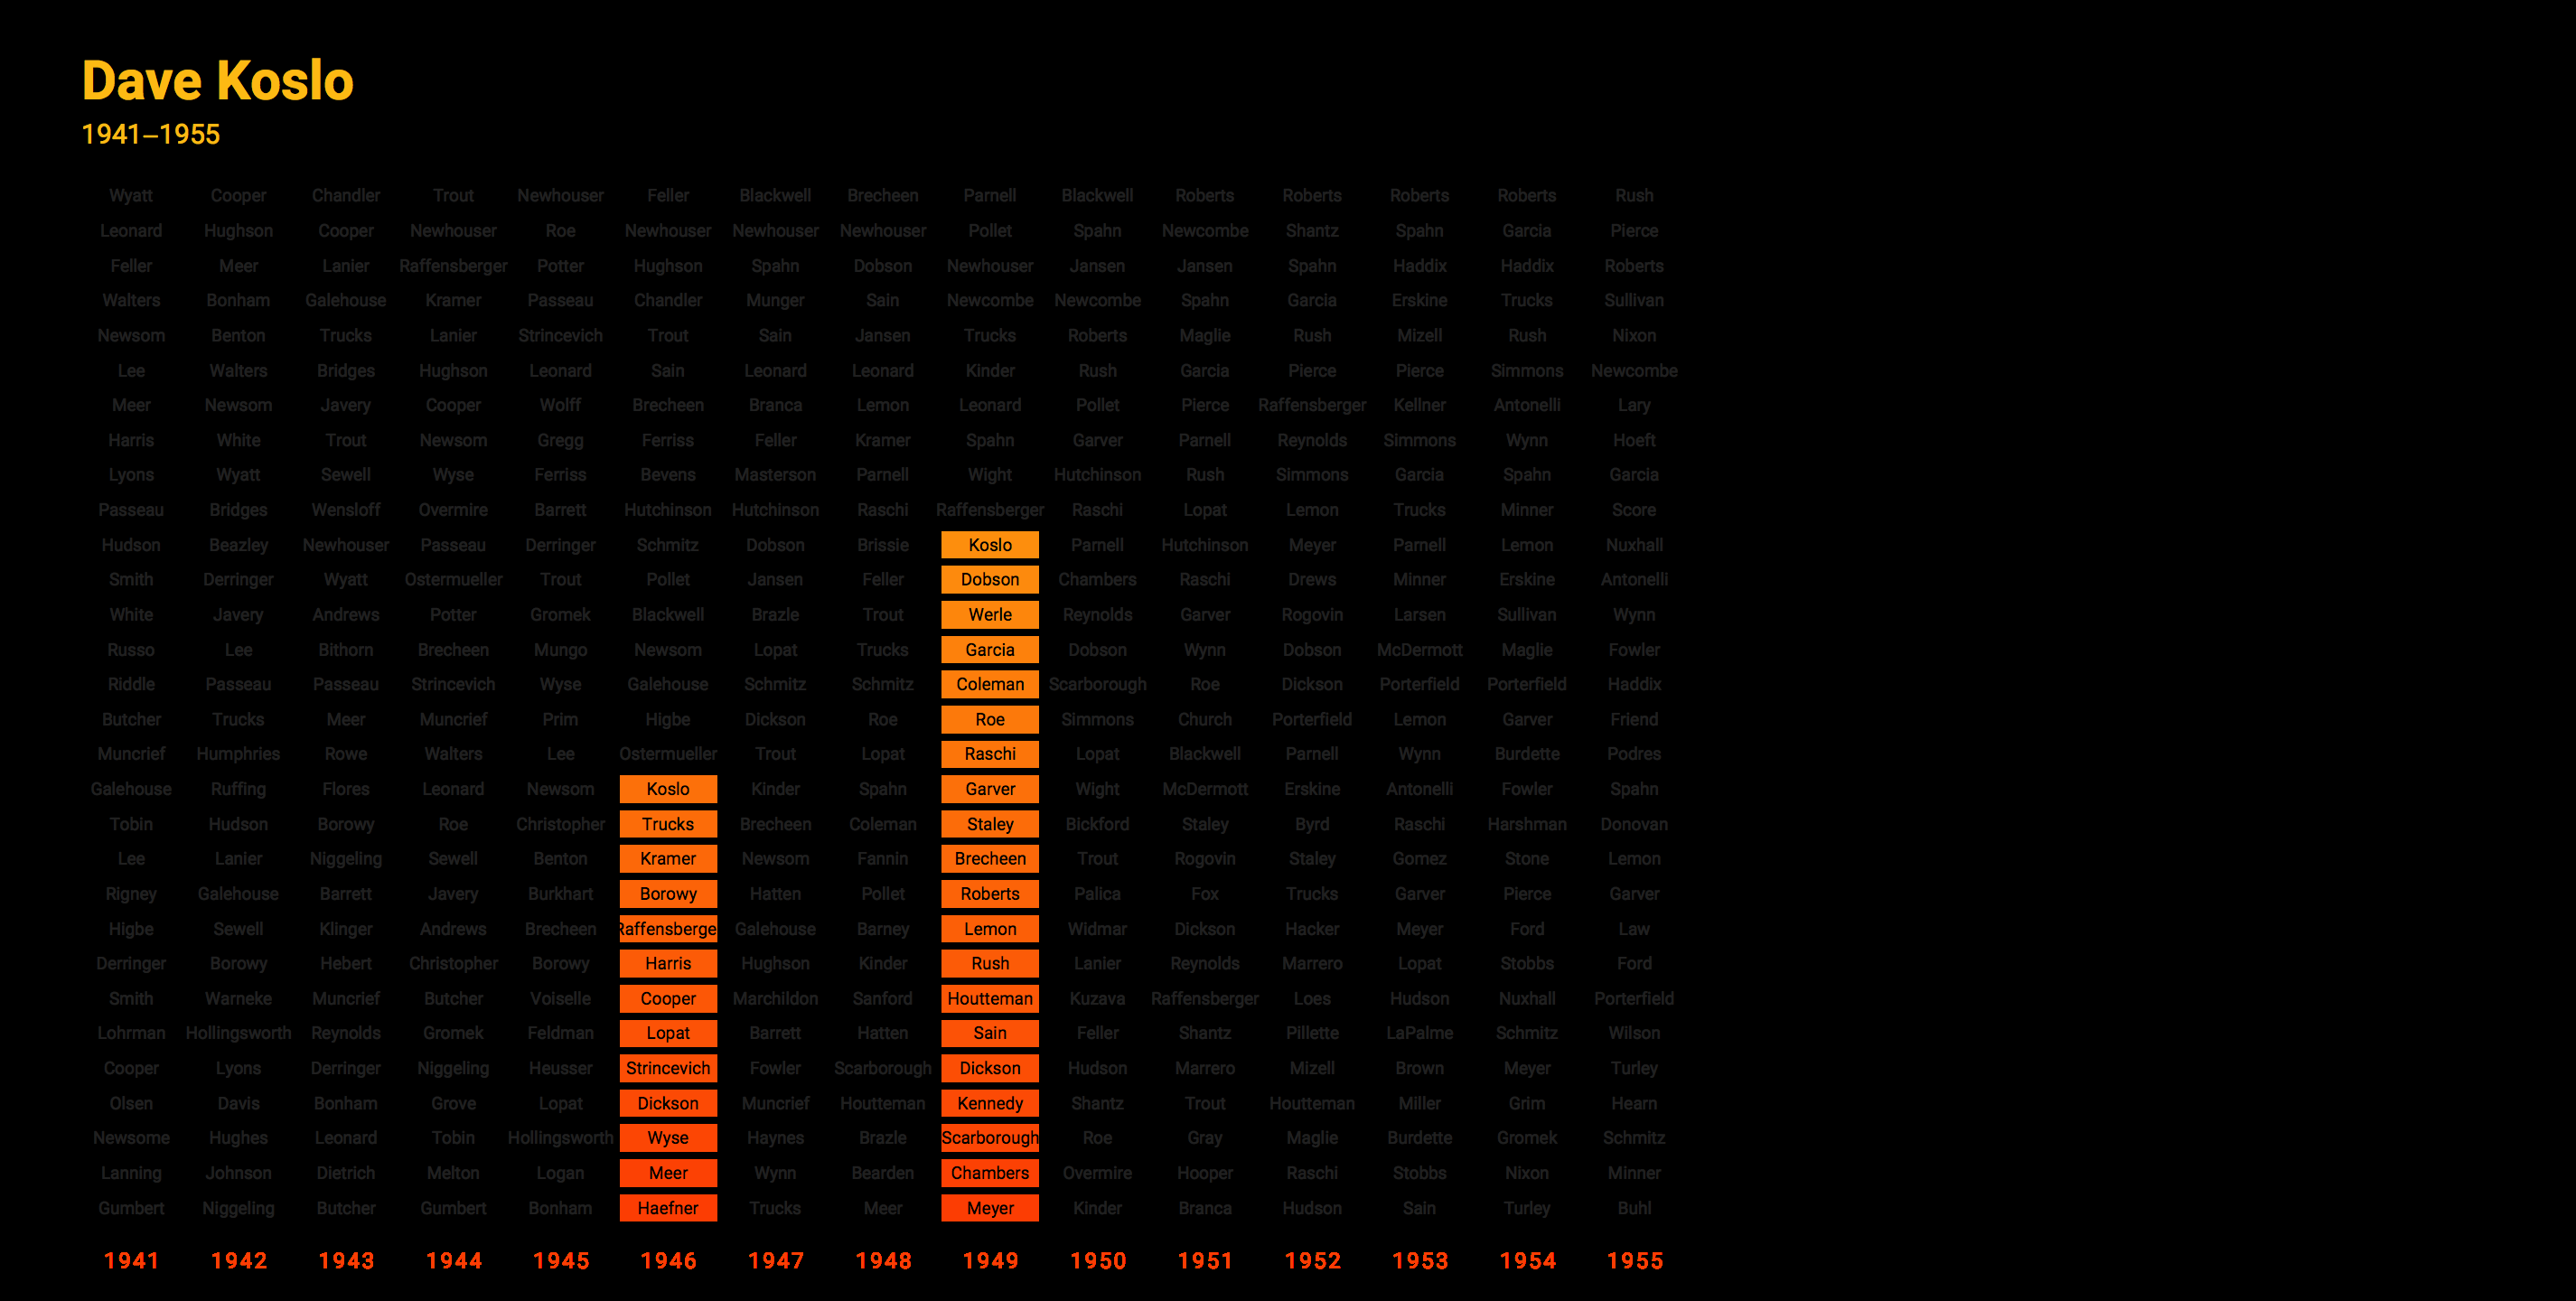 Dave Koslo
1941–1955
Wyatt Cooper Chandler Trout Newhouser Feller Blackwell Brecheen Parnell Blackwell Roberts Roberts Roberts Roberts Rush
Leonard Hughson Cooper Newhouser Roe Newhouser Newhouser Newhouser Pollet Spahn Newcombe Shantz Spahn Garcia Pierce
Feller Meer Lanier Raffensberger Potter Hughson Spahn Dobson Newhouser Jansen Jansen Spahn Haddix Haddix Roberts
Walters Bonham Galehouse Kramer Passeau Chandler Munger Sain Newcombe Newcombe Spahn Garcia Erskine Trucks Sullivan
Newsom Benton Trucks Lanier Strincevich Trout Sain Jansen Trucks Roberts Maglie Rush Mizell Rush Nixon
Lee Walters Bridges Hughson Leonard Sain Leonard Leonard Kinder Rush Garcia Pierce Pierce Simmons Newcombe
Meer Newsom Javery Cooper Wolff Brecheen Branca Lemon Leonard Pollet Pierce Raffensberger Kellner Antonelli Lary
Harris White Trout Newsom Gregg Ferriss Feller Kramer Spahn Garver Parnell Reynolds Simmons Wynn Hoeft
Lyons Wyatt Sewell Wyse Ferriss Bevens Masterson Parnell Wight Hutchinson Rush Simmons Garcia Spahn Garcia
Passeau Bridges Wensloff Overmire Barrett Hutchinson Hutchinson Raschi Raffensberger Raschi Lopat Lemon Trucks Minner Score
Hudson Beazley Newhouser Passeau Derringer Schmitz Dobson Brissie Koslo Parnell Hutchinson Meyer Parnell Lemon Nuxhall
Smith Derringer Wyatt Ostermueller Trout Pollet Jansen Feller Dobson Chambers Raschi Drews Minner Erskine Antonelli
White Javery Andrews Potter Gromek Blackwell Brazle Trout Werle Reynolds Garver Rogovin Larsen Sullivan Wynn
Russo Lee Bithorn Brecheen Mungo Newsom Lopat Trucks Garcia Dobson Wynn Dobson McDermott Maglie Fowler
Riddle Passeau Passeau Strincevich Wyse Galehouse Schmitz Schmitz Coleman Scarborough Roe Dickson Porterfield Porterfield Haddix
Butcher Trucks Meer Muncrief Prim Higbe Dickson Roe Roe Simmons Church Porterfield Lemon Garver Friend
Muncrief Humphries Rowe Walters Lee Ostermueller Trout Lopat Raschi Lopat Blackwell Parnell Wynn Burdette Podres
Galehouse Ruffing Flores Leonard Newsom Koslo Kinder Spahn Garver Wight McDermott Erskine Antonelli Fowler Spahn
Tobin Hudson Borowy Roe Christopher Trucks Brecheen Coleman Staley Bickford Staley Byrd Raschi Harshman Donovan
Lee Lanier Niggeling Sewell Benton Kramer Newsom Fannin Brecheen Trout Rogovin Staley Gomez Stone Lemon
Rigney Galehouse Barrett Javery Burkhart Borowy Hatten Pollet Roberts Palica Fox Trucks Garver Pierce Garver
Higbe Sewell Klinger Andrews Brecheen Raffensberge Galehouse Barney Lemon Widmar Dickson Hacker Meyer Ford Law
Derringer Borowy Hebert Christopher Borowy Harris Hughson Kinder Rush Lanier Reynolds Marrero Lopat Stobbs Ford
Smith Warneke Muncrief Butcher Voiselle Cooper Marchildon Sanford Houtteman Kuzava Raffensberger Loes Hudson Nuxhall Porterfield
Lohrman Hollingsworth Reynolds Gromek Feldman Lopat Barrett Hatten Sain Feller Shantz Pillette LaPalme Schmitz Wilson
Cooper Lyons Derringer Niggeling Heusser Strincevich Fowler Scarborough Dickson Hudson Marrero Mizell Brown Meyer Turley
Olsen Davis Bonham Grove Lopat Dickson Muncrief Houtteman Kennedy Shantz Trout Houtteman Miller Grim Hearn
Newsome Hughes Leonard Tobin Hollingsworth Wyse Haynes Brazle Scarborough Roe Gray Maglie Burdette Gromek Schmitz
Lanning Johnson Dietrich Melton Logan Meer Wynn Bearden Chambers Overmire Hooper Raschi Stobbs Nixon Minner
Gumbert Niggeling Butcher Gumbert Bonham Haefner Trucks Meer Meyer Kinder Branca Hudson Sain Turley Buhl
1941 1942 1943 1944 1945 1946 1947 1948 1949 1950 1951 1952 1953 1954 1955